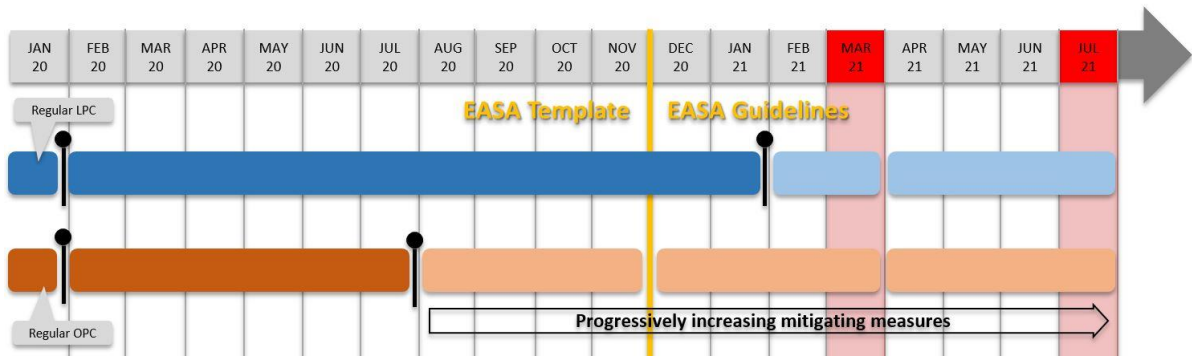 JAN FEB MAR APR MAY JUN JUL AUG SEP OCT NOV DEC JAN FEB MAR APR MAY JUN JUL
20 20 20 20 20 20 20 20 20 20 20 20 21 21 21 21 21 21 21
Regular LPC
EASA Template
EASA Guidelines
Progressively increasing mitigating measures
Regular OPC